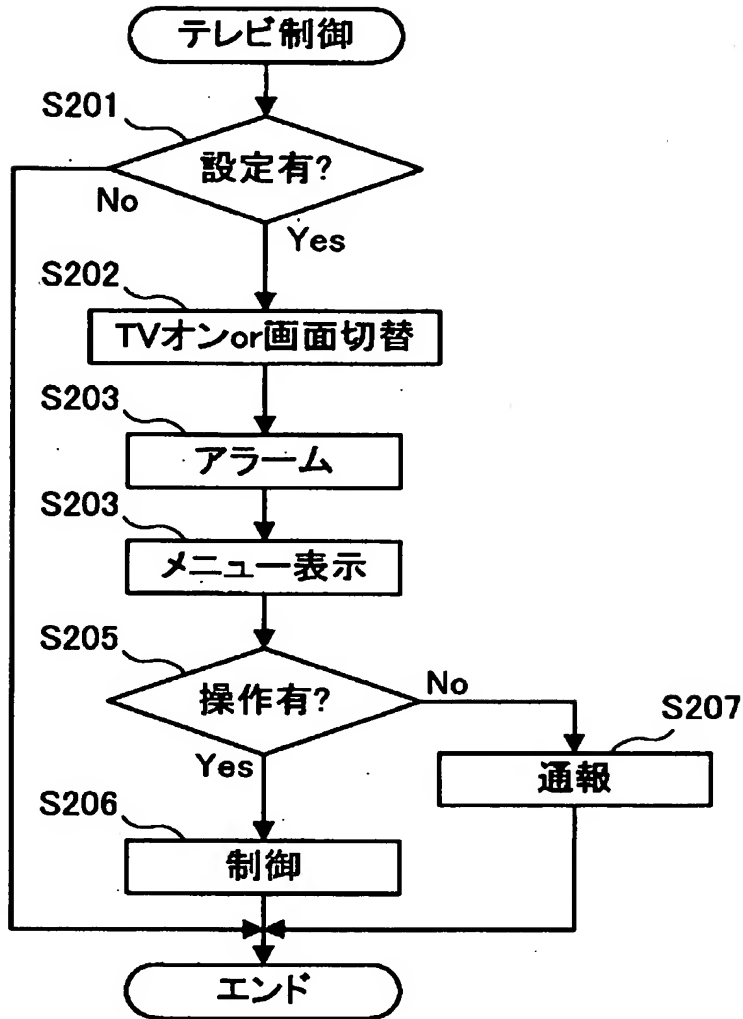 テレビ制御
S201
設定有?
No
Yes
S202
TVオンor画面切替
S203
アラーム
S203
メニュー表示
S205
操作有?
No
Yes
S207
通報
S206
制御
エンド